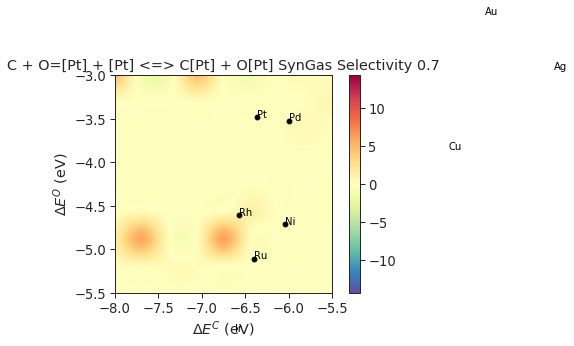 Au
C + O=[Pt] + [Pt] <=> C[Pt] + O[Pt] SynGas Selectivity 0.7
Ag
−3.0
−3.5
−4.0
−4.5
−5.0
−5.5
ΔE^O (eV)
Pt
Pd
Cu
Rh
Ni
Ru
10
5
0
−5
−10
−8.0 −7.5 −7.0 −6.5 −6.0 −5.5
ΔE^C (eV)